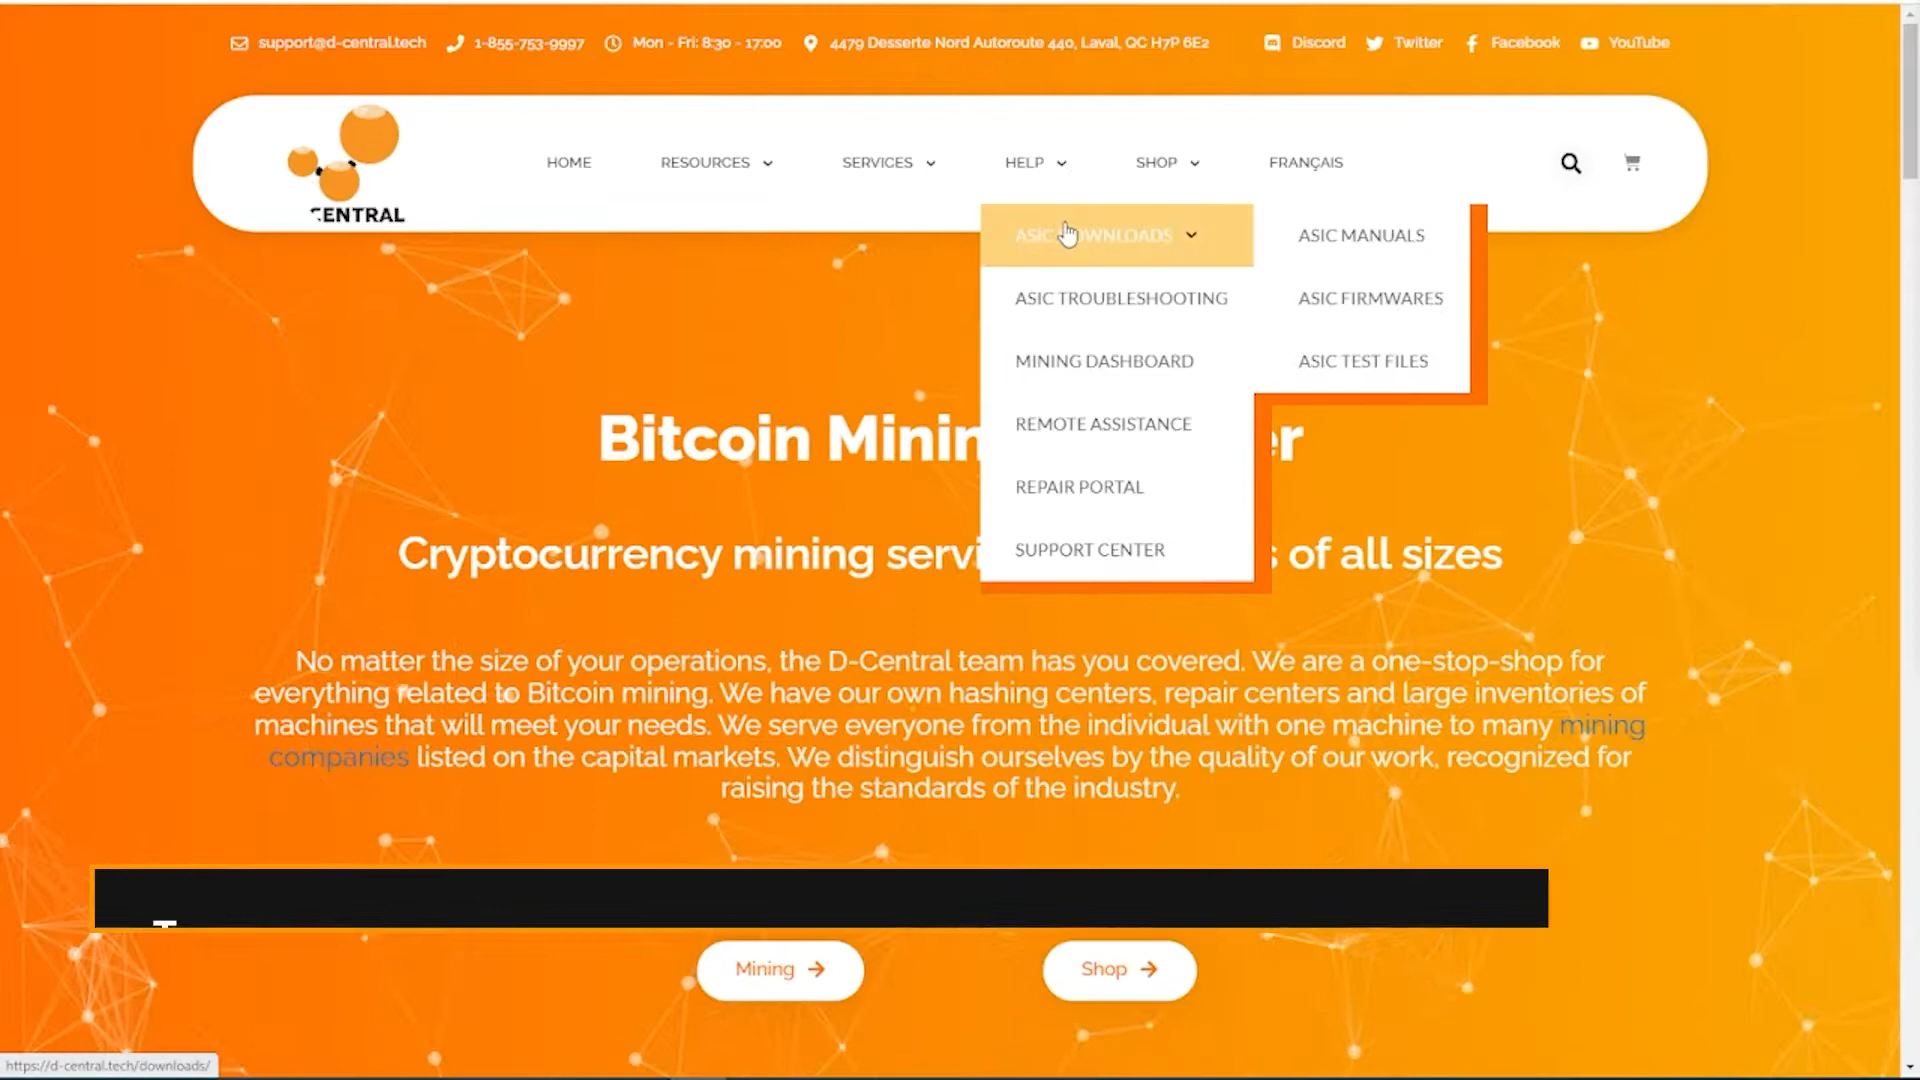 support@d-central.tech 1-855-753-9997 Mon - Fri: 8:30 - 17:00 4479 Desserte Nord Autoroute 440, Laval, QC H7P 6E2 Discord Twitter Facebook YouTube
CENTRAL
HOME RESOURCES SERVICES HELP SHOP FRANÇAIS
ASIC DOWNLOADS ASIC MANUALS
ASIC TROUBLESHOOTING ASIC FIRMWARES
MINING DASHBOARD ASIC TEST FILES
REMOTE ASSISTANCE
REPAIR PORTAL
SUPPORT CENTER
Bitcoin
Cryptocurrency mining of all sizes
No matter the size of your operations, the D-Central team has you covered. We are a one-stop-shop for
everything related to Bitcoin mining. We have our own hashing centers, repair centers and large inventories of
machines that will meet your needs. We serve everyone from the individual with one machine to many mining
companies listed on the capital markets. We distinguish ourselves by the quality of our work, recognized for
raising the standards of the industry.
Mining Shop
https://d-central.tech/downloads/